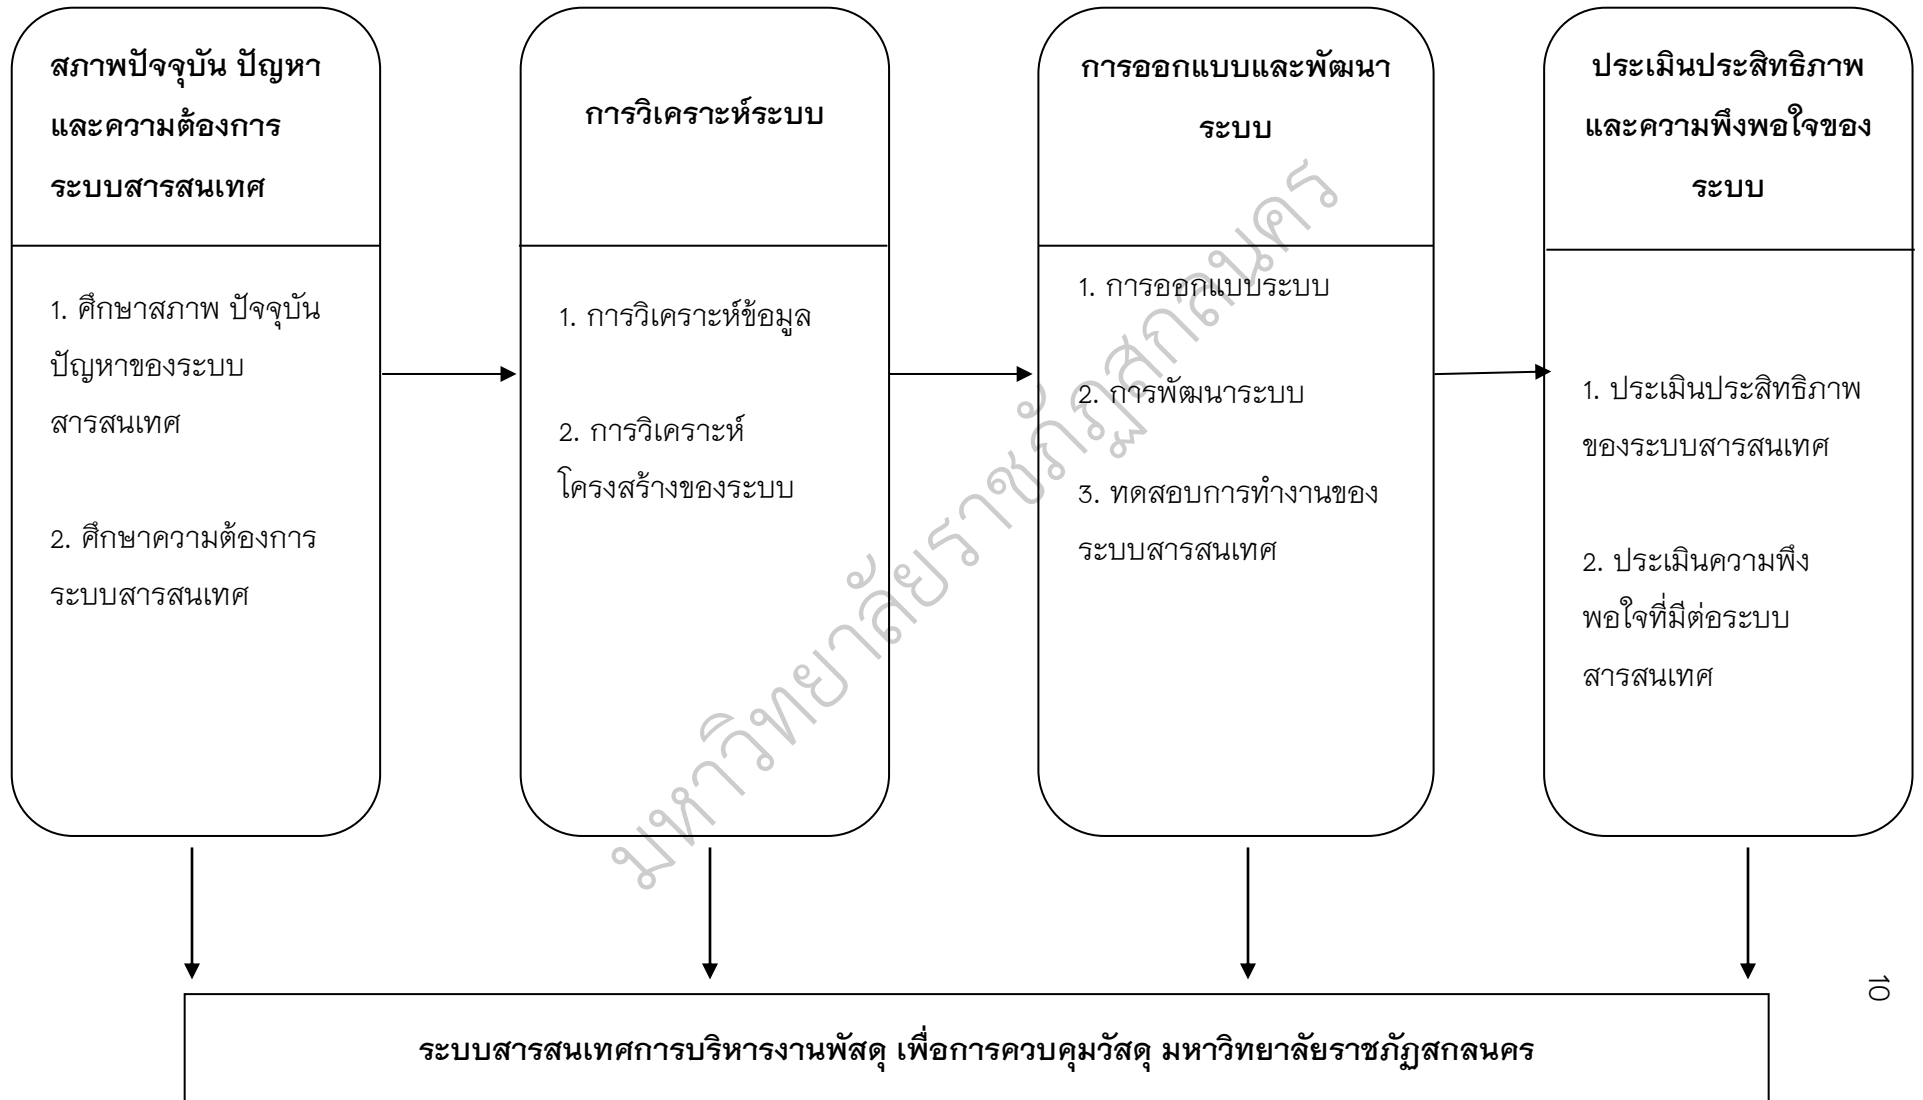 สภาพปัจจุบัน ปัญหา
และความต้องการ
ระบบสารสนเทศ
1. ศึกษาสภาพ ปัจจุบัน
ปัญหาของระบบ
สารสนเทศ
2. ศึกษาความต้องการ
ระบบสารสนเทศ
การวิเคราะห์ระบบ
1. การวิเคราะห์ข้อมูล
2. การวิเคราะห์
โครงสร้างของระบบ
การออกแบบและพัฒนา
ระบบ
1. การออกแบบระบบ
2. การพัฒนาระบบ
3. ทดสอบการทำงานของ
ระบบสารสนเทศ
ประเมินประสิทธิภาพ
และความพึงพอใจของ
ระบบ
1. ประเมินประสิทธิภาพ
ของระบบสารสนเทศ
2. ประเมินความพึง
พอใจที่มีต่อระบบ
สารสนเทศ
มหาวิทยาลัยราชภัฏสกลนคร
10
ระบบสารสนเทศการบริหารงานพัสดุ เพื่อการควบคุมวัสดุ มหาวิทยาลัยราชภัฏสกลนคร